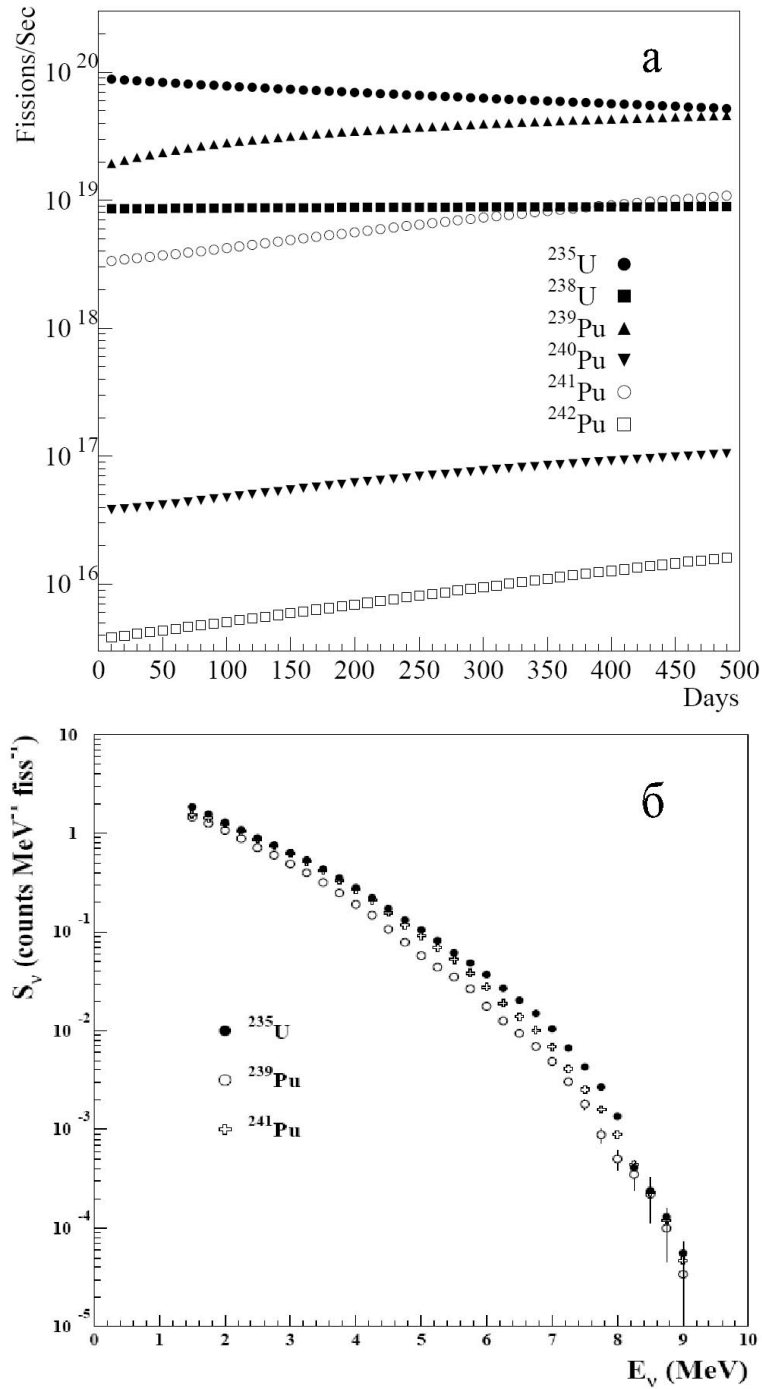 Fissions/Sec
а
10^20
10^19
10^18
10^17
10^16
^235U
^238U
^239Pu
^240Pu
^241Pu
^242Pu
0 50 100 150 200 250 300 350 400 450 500
Days
S_ν (counts MeV^-1 fiss^-1)
б
10
1
10^-1
10^-2
10^-3
10^-4
10^-5
^235U
^239Pu
^241Pu
0 1 2 3 4 5 6 7 8 9 10
E_ν (MeV)